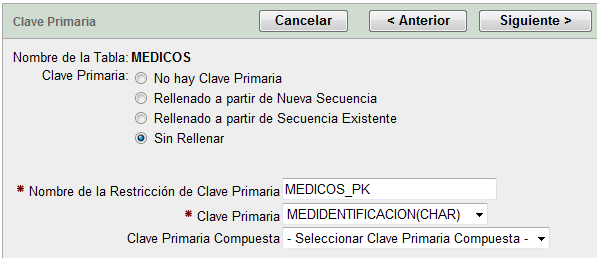 Clave Primaria Cancelar < Anterior Siguiente >
Nombre de la Tabla: MEDICOS
Clave Primaria: No hay Clave Primaria
Rellenado a partir de Nueva Secuencia
Rellenado a partir de Secuencia Existente
Sin Rellenar
* Nombre de la Restricción de Clave Primaria MEDICOS_PK
* Clave Primaria MEDIDENTIFICACION(CHAR)
Clave Primaria Compuesta - Seleccionar Clave Primaria Compuesta -